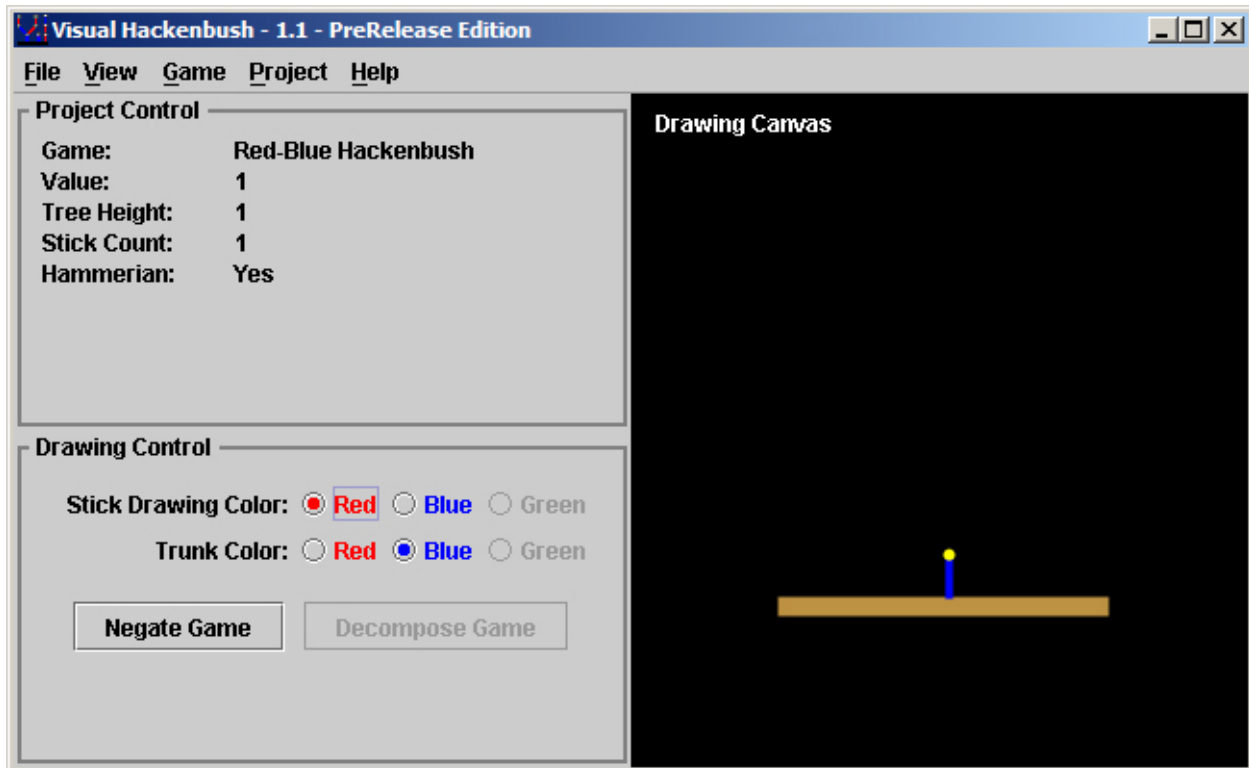 Visual Hackenbush - 1.1 - PreRelease Edition
File View Game Project Help
Project Control
Game: Red-Blue Hackenbush
Value: 1
Tree Height: 1
Stick Count: 1
Hammerian: Yes
Drawing Control
Stick Drawing Color: Red Blue Green
Trunk Color: Red Blue Green
Negate Game Decompose Game
Drawing Canvas